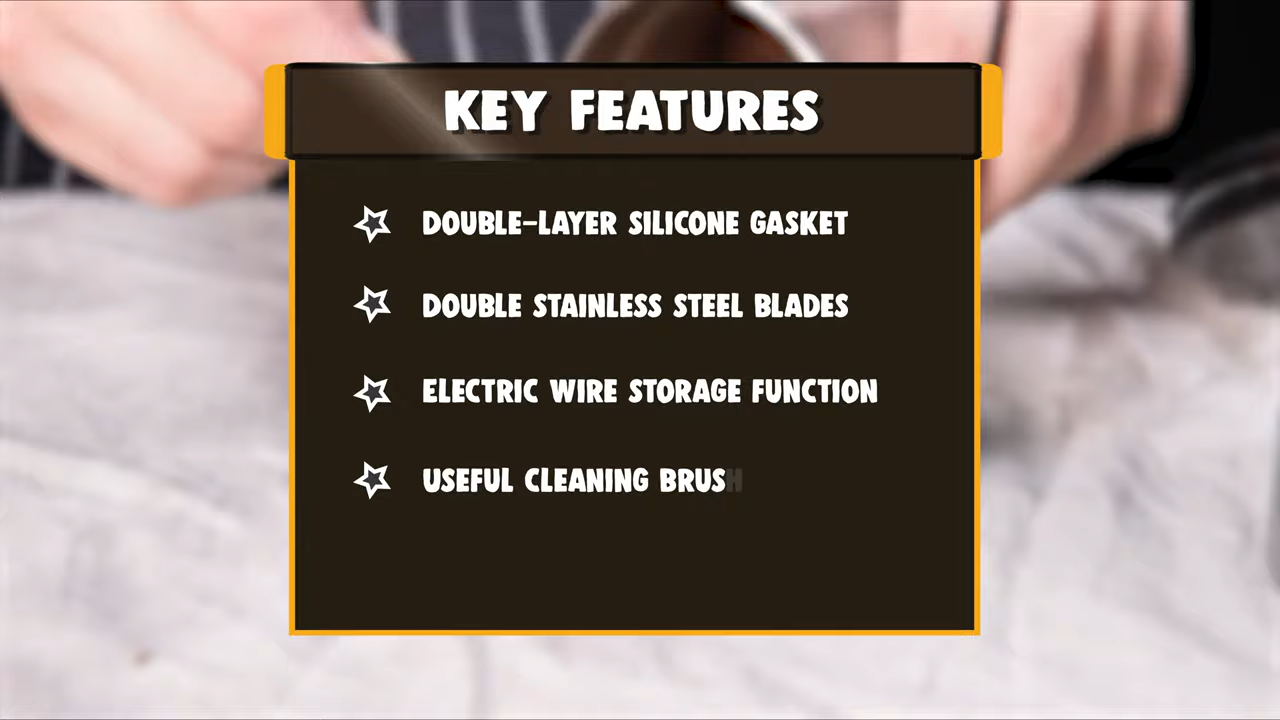 KEY FEATURES
DOUBLE-LAYER SILICONE GASKET
DOUBLE STAINLESS STEEL BLADES
ELECTRIC WIRE STORAGE FUNCTION
USEFUL CLEANING BRUSH